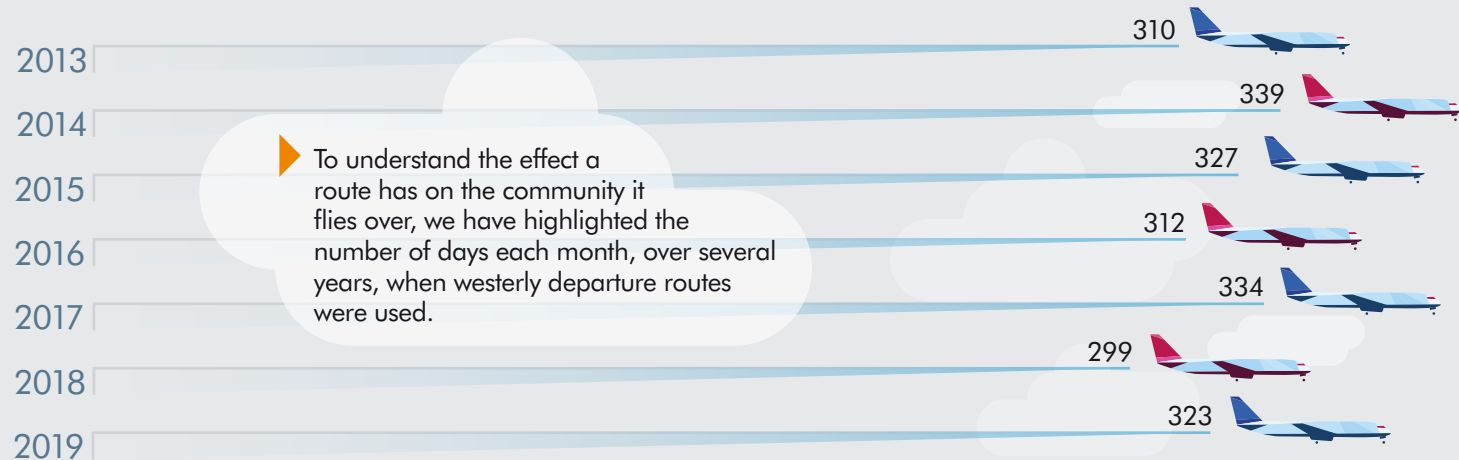 2013
310
2014
339
To understand the effect a
route has on the community it
flies over, we have highlighted the
number of days each month, over several
years, when westerly departure routes
were used.
2015
327
2016
312
2017
334
2018
299
2019
323